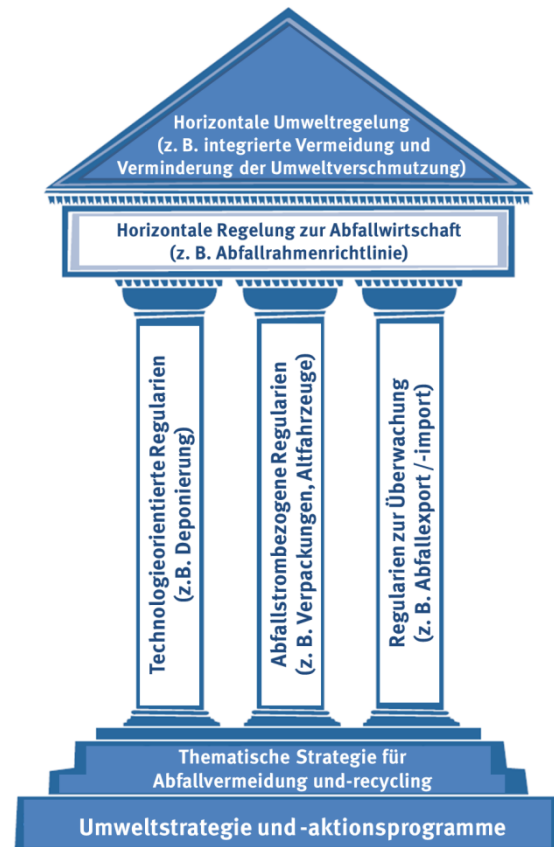 Horizontale Umweltregelung
(z. B. integrierte Vermeidung und
Verminderung der Umweltverschmutzung)
Horizontale Regelung zur Abfallwirtschaft
(z. B. Abfallrahmenrichtlinie)
Technologieorientierte Regularien
(z.B. Deponierung)
Abfallstrombezogene Regularien
(z. B. Verpackungen, Altfahrzeuge)
Regularien zur Überwachung
(z. B. Abfallexport /-import)
Thematische Strategie für
Abfallvermeidung und-recycling
Umweltstrategie und -aktionsprogramme